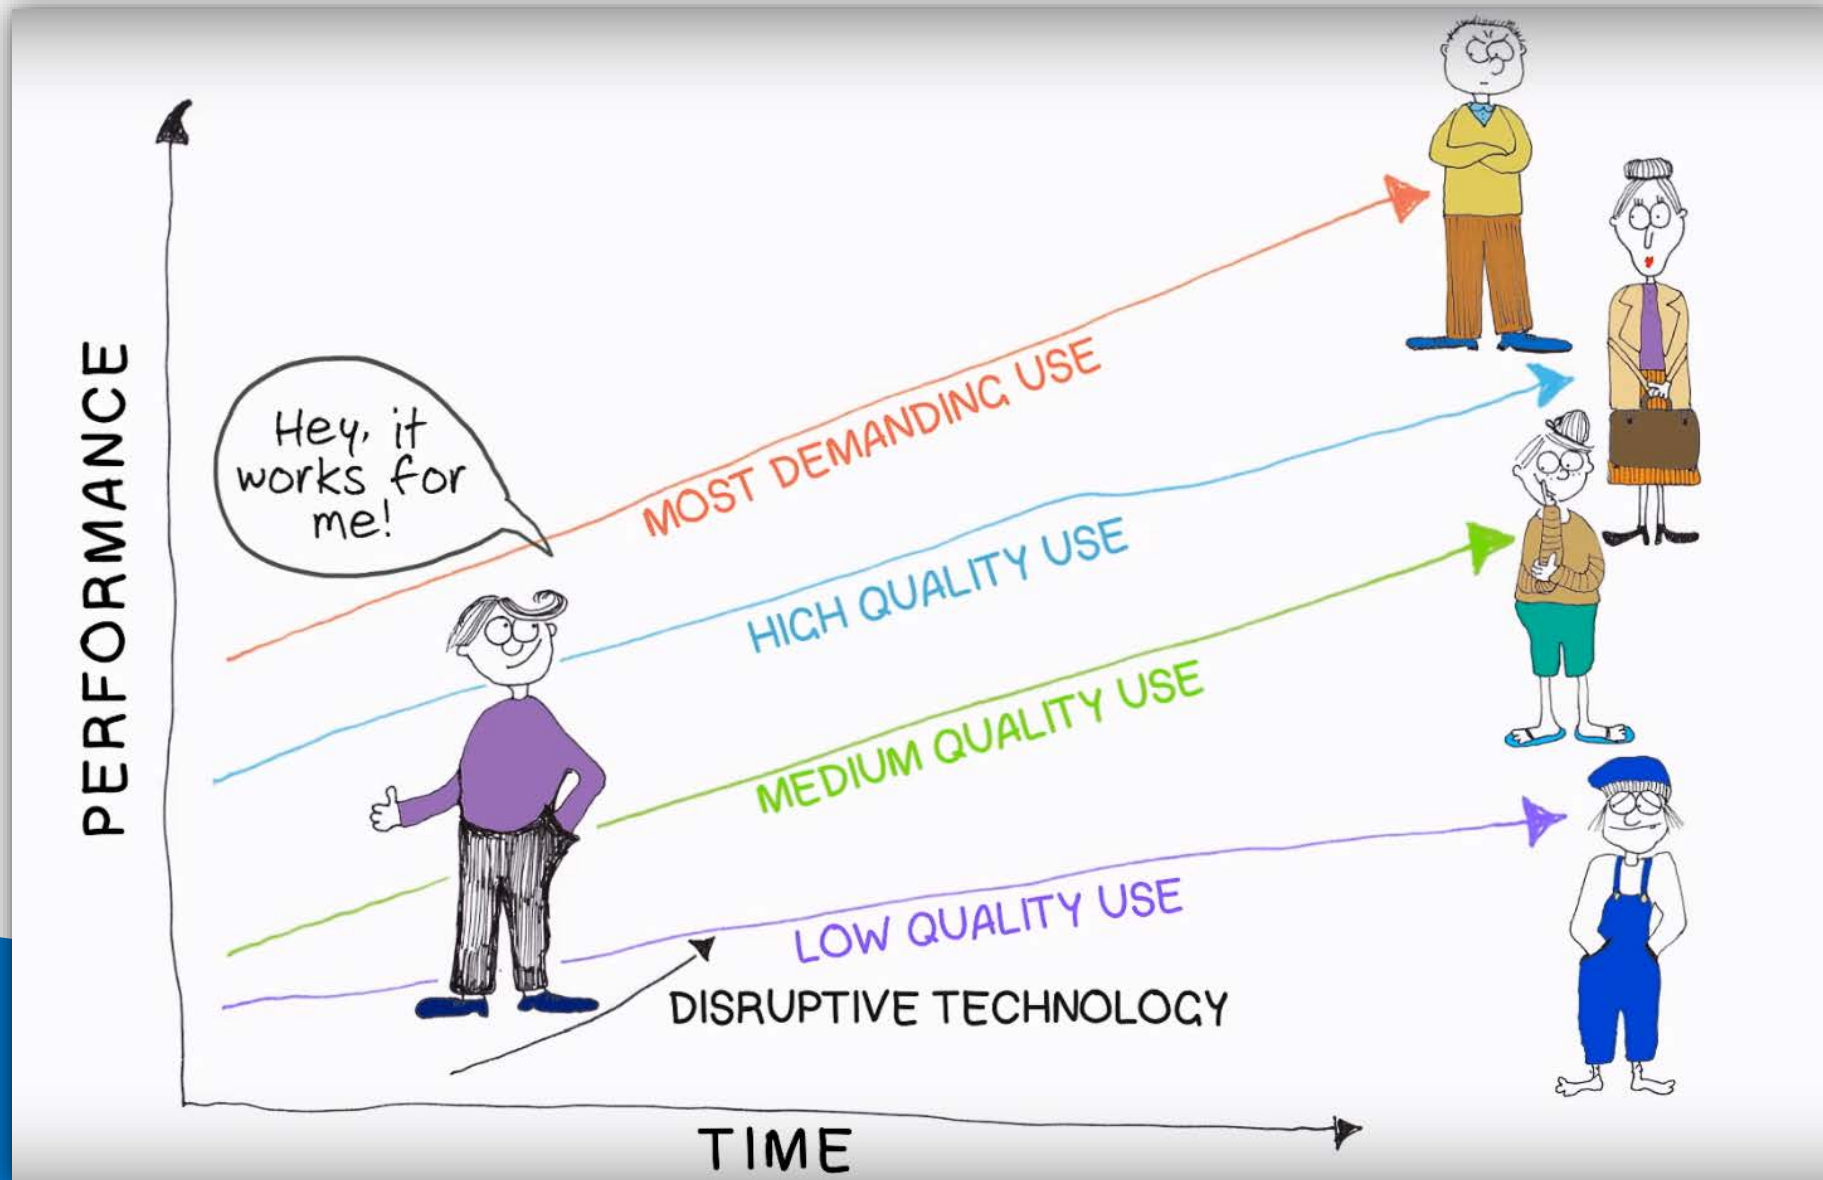 PERFORMANCE
Hey, it
works for
me!
MOST DEMANDING USE
HIGH QUALITY USE
MEDIUM QUALITY USE
LOW QUALITY USE
DISRUPTIVE TECHNOLOGY
TIME